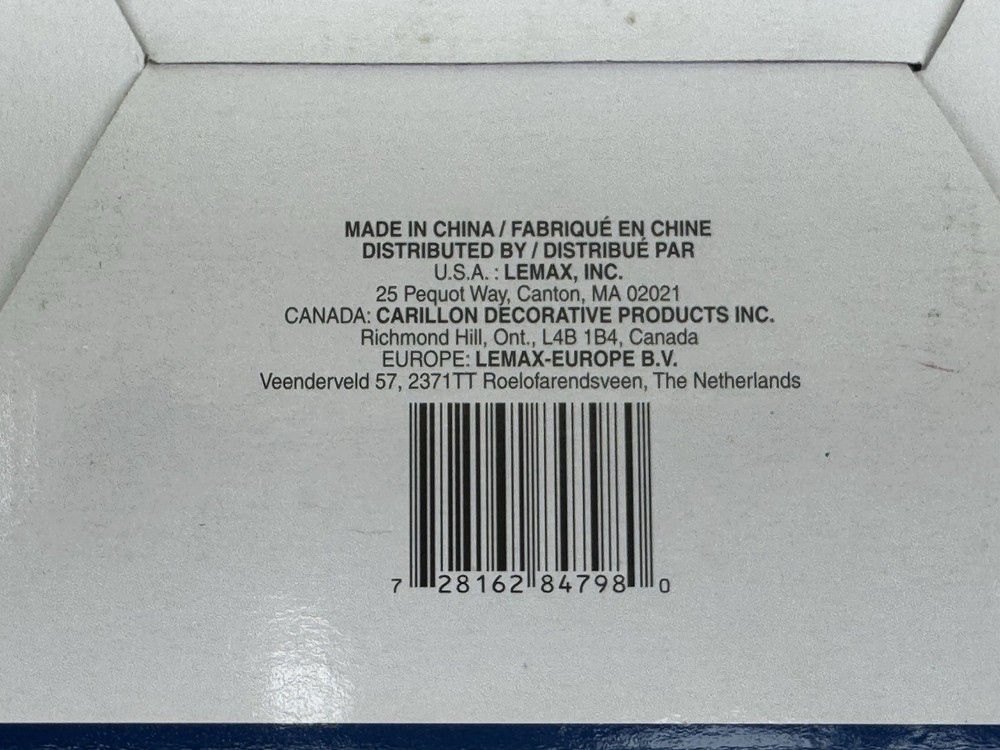 MADE IN CHINA / FABRIQUÉ EN CHINE
DISTRIBUTED BY / DISTRIBUÉ PAR
U.S.A. : LEMAX, INC.
25 Pequot Way, Canton, MA 02021
CANADA: CARILLON DECORATIVE PRODUCTS INC.
Richmond Hill, Ont., L4B 1B4, Canada
EUROPE: LEMAX-EUROPE B.V.
Veenderveld 57, 2371TT Roelofarendsveen, The Netherlands
7 28162 84798 0